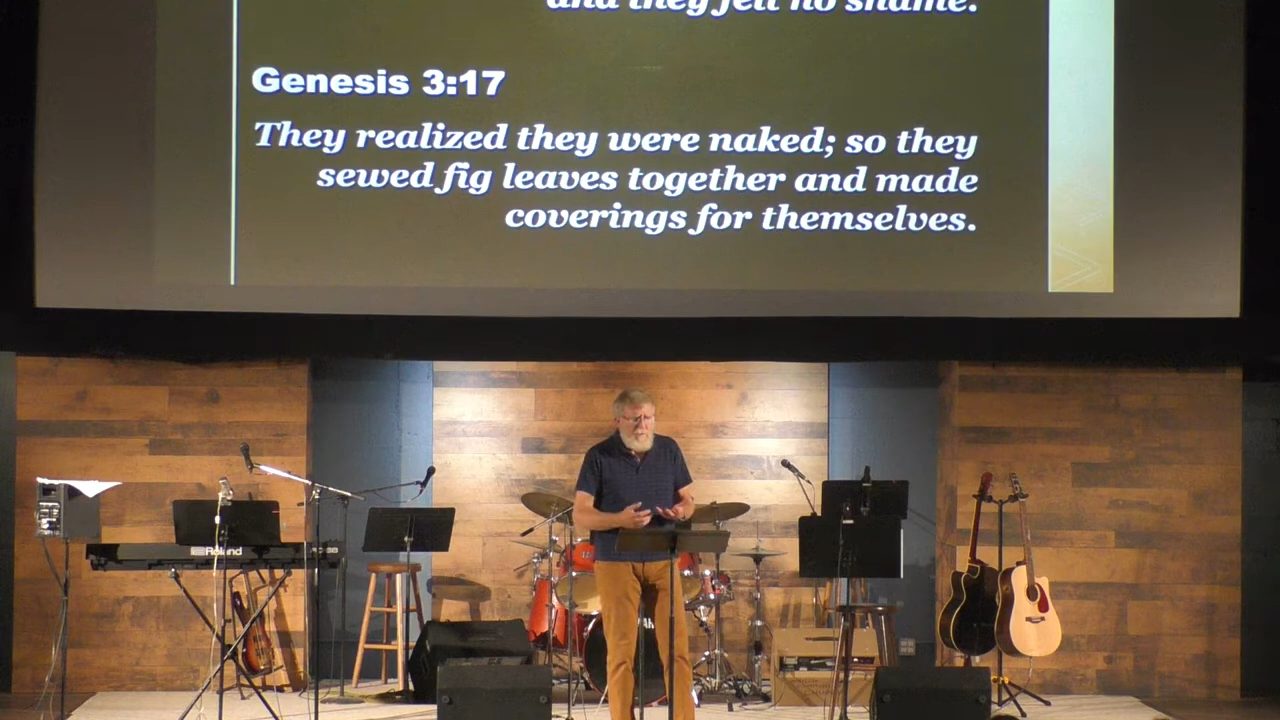 and they felt no shame.
Genesis 3:17
They realized they were naked; so they
sewed fig leaves together and made
coverings for themselves.
Roland